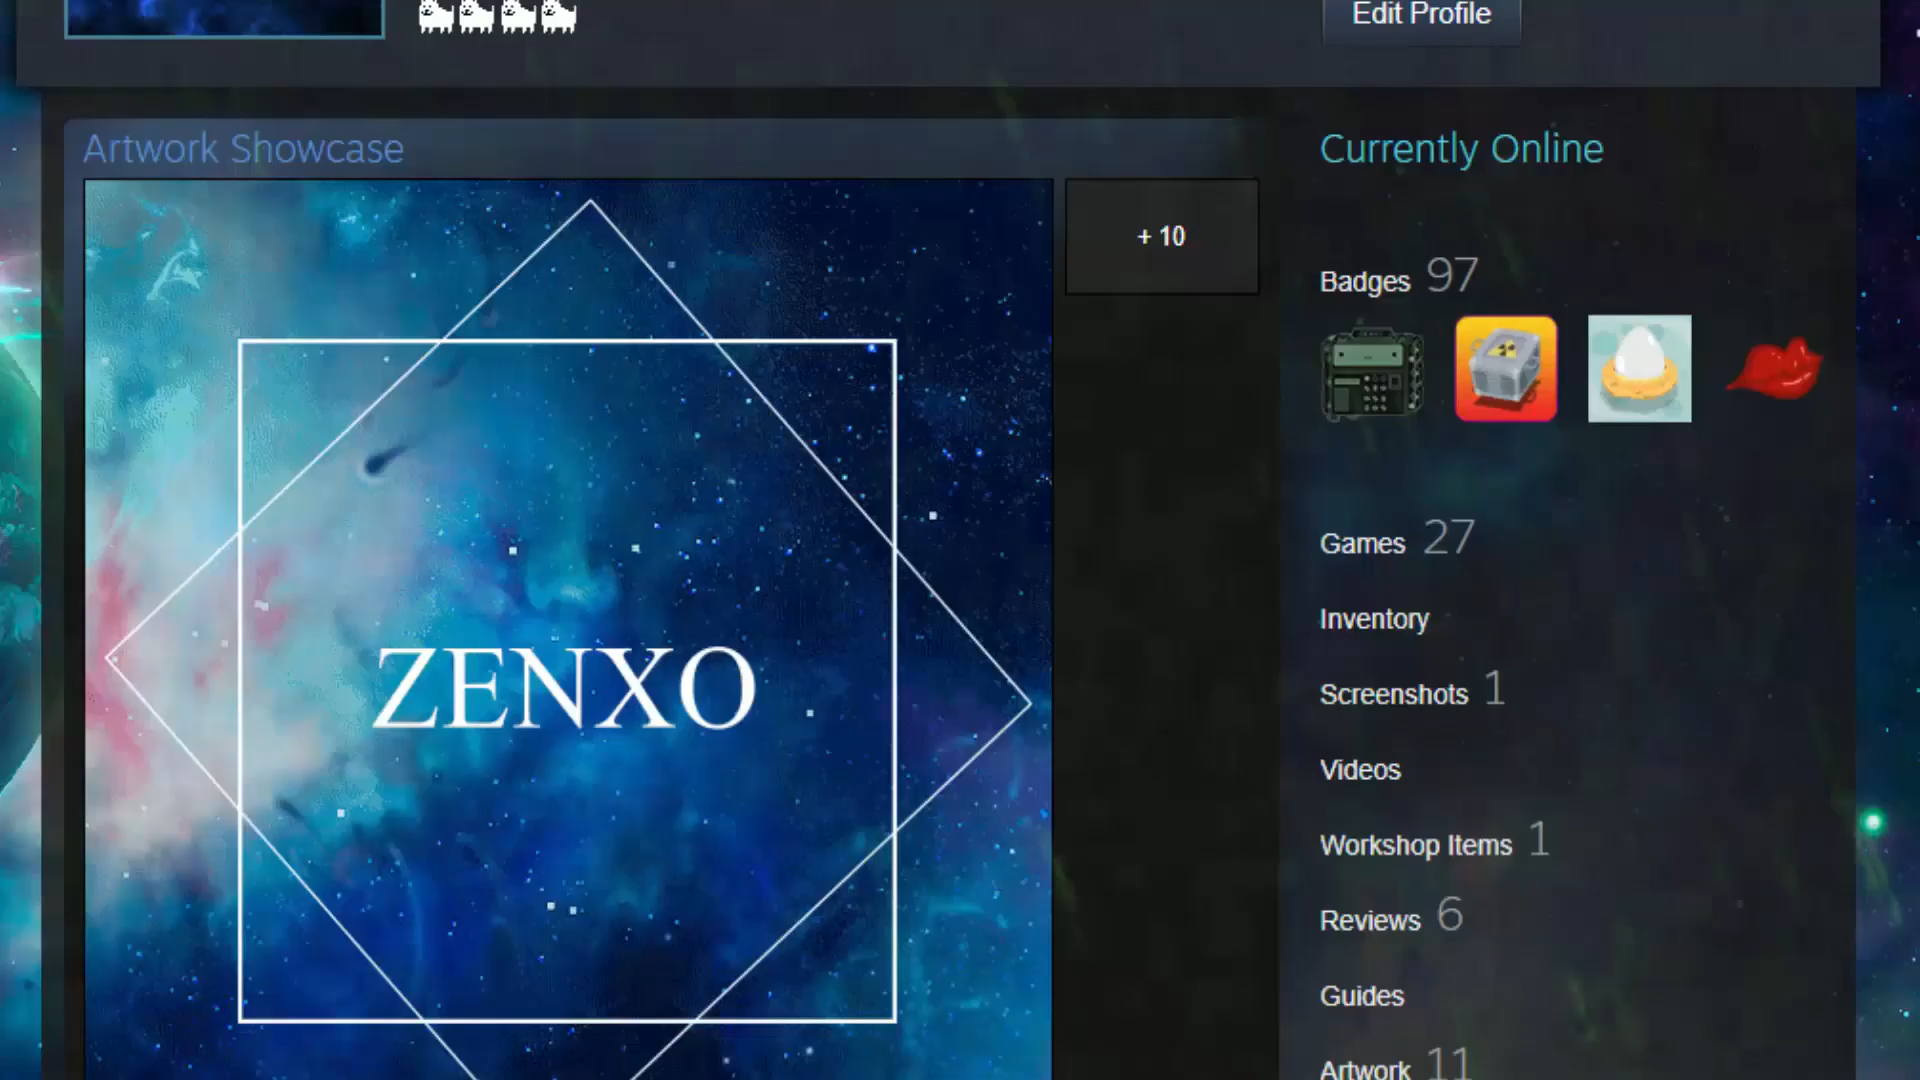 Edit Profile
Artwork Showcase
Currently Online
+ 10
Badges 97
Games 27
Inventory
ZENXO
Screenshots 1
Videos
Workshop Items 1
Reviews 6
Guides
Artwork 11